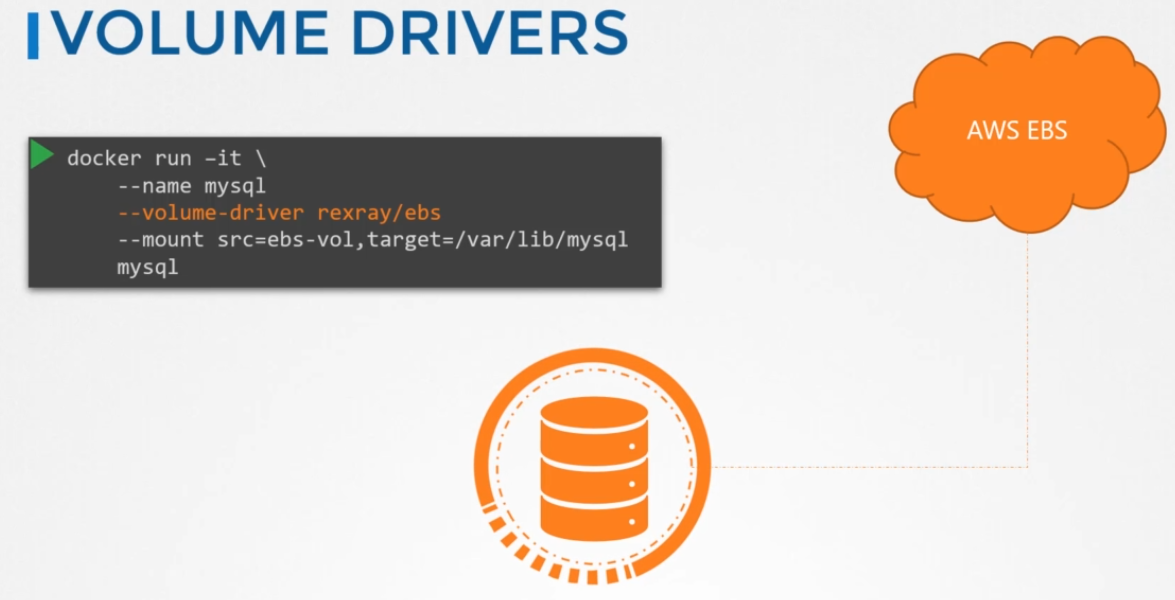 VOLUME DRIVERS
docker run –it \
--name mysql
--volume-driver rexray/ebs
--mount src=ebs-vol,target=/var/lib/mysql
mysql
AWS EBS